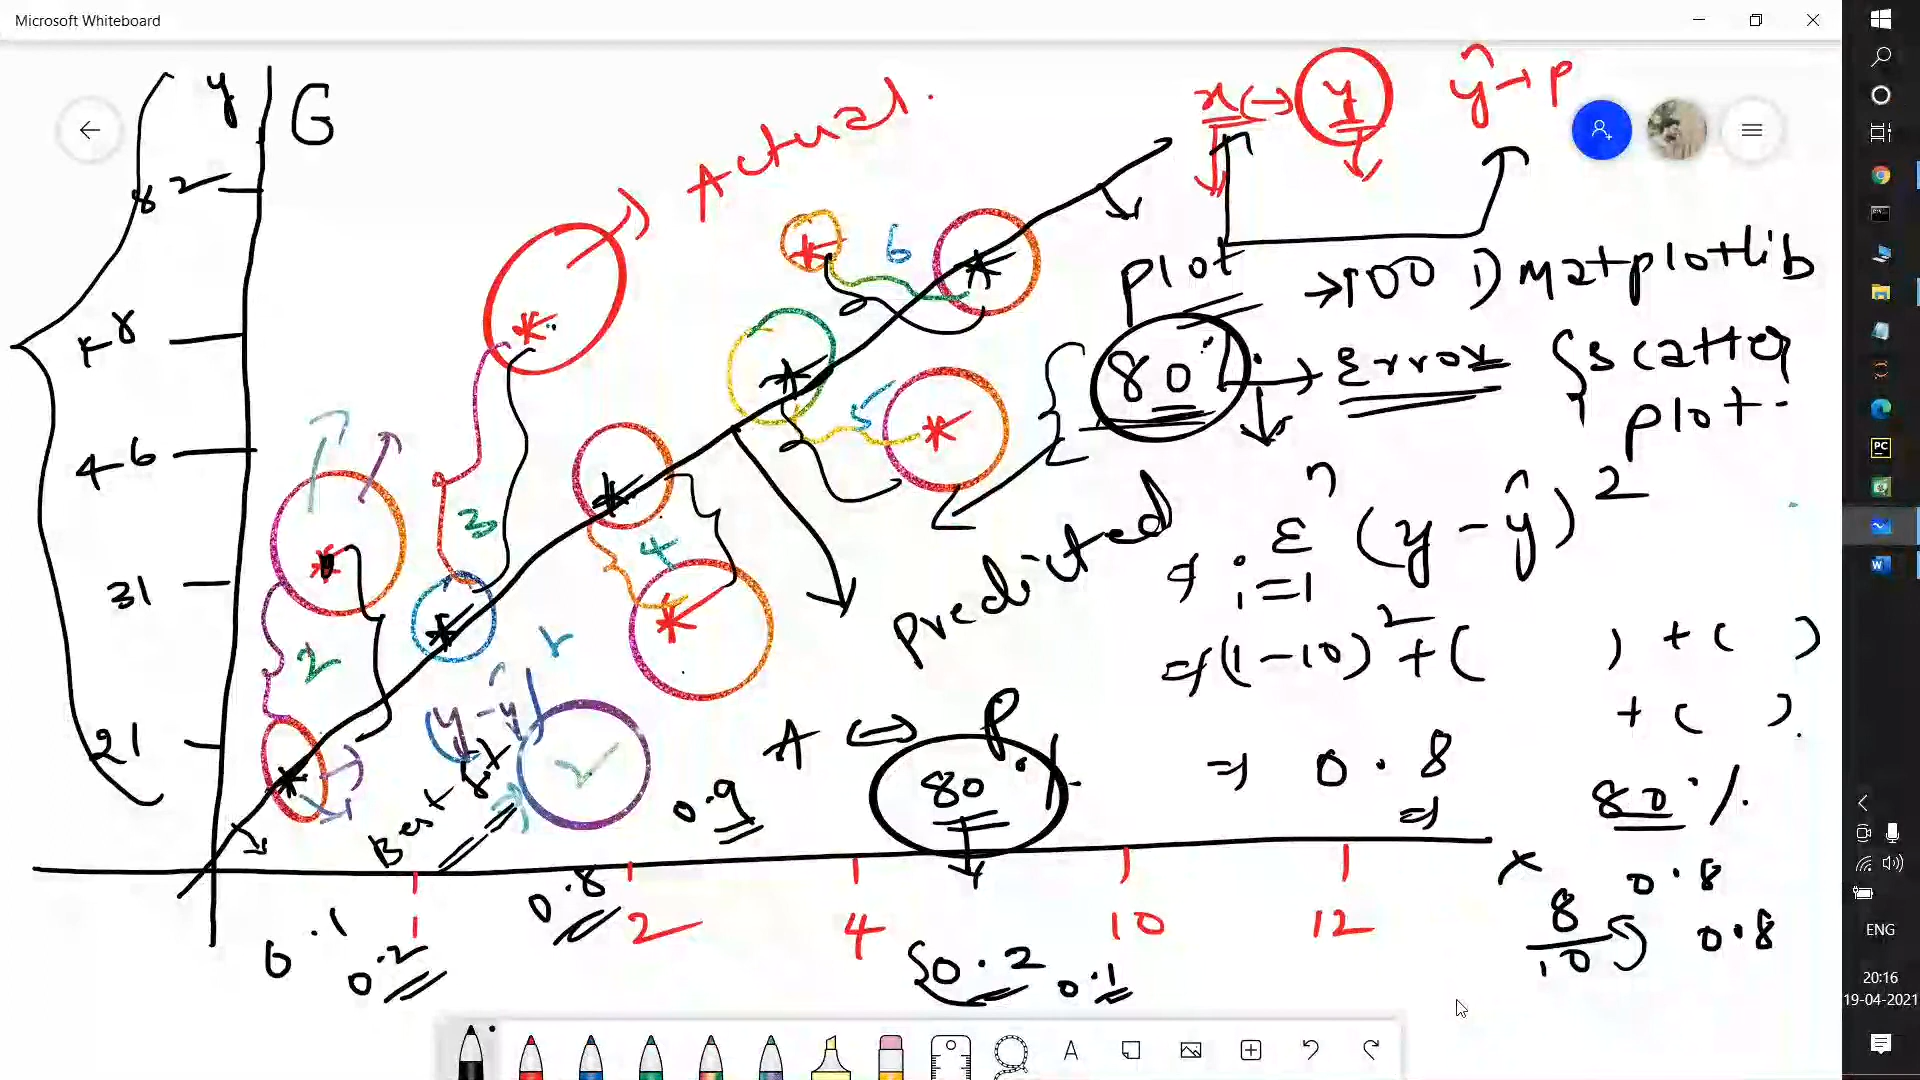 Microsoft Whiteboard
y
G
Actual.
x ↔ y
ŷ → P
82
plot
→ 100
1) Matplotlib
78
6
80%
→ Error
{ scatter
plot -
46
5
3
4
predicted
n
⇒ Σ (y - ŷ)²
i=1
31
2
1
⇒ (1-10)² + ( ) + ( )
+ ( ).
(y - ŷ)
A ↔ P
21
Best fit
0.9
80%
⇒ 0.8
⇒
80%
x
0.8
8
10
0.8
0.1
1
0.8
2
4
10
12
0.2
0.2
0.1
A
PC
W
ENG
20:16
19-04-2021